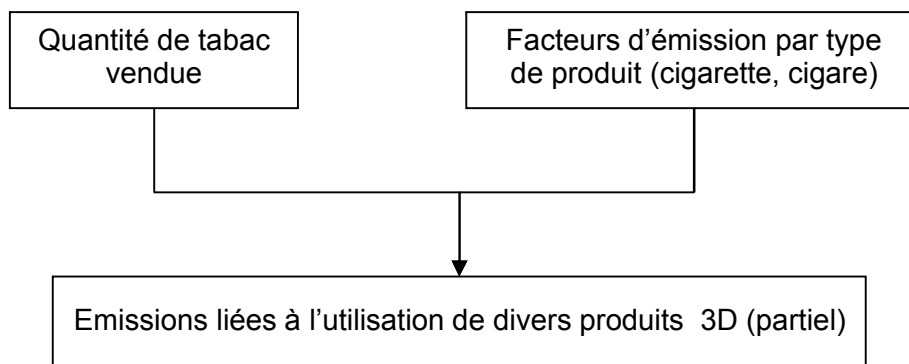 Quantité de tabac
vendue
Facteurs d’émission par type
de produit (cigarette, cigare)
Emissions liées à l’utilisation de divers produits  3D (partiel)